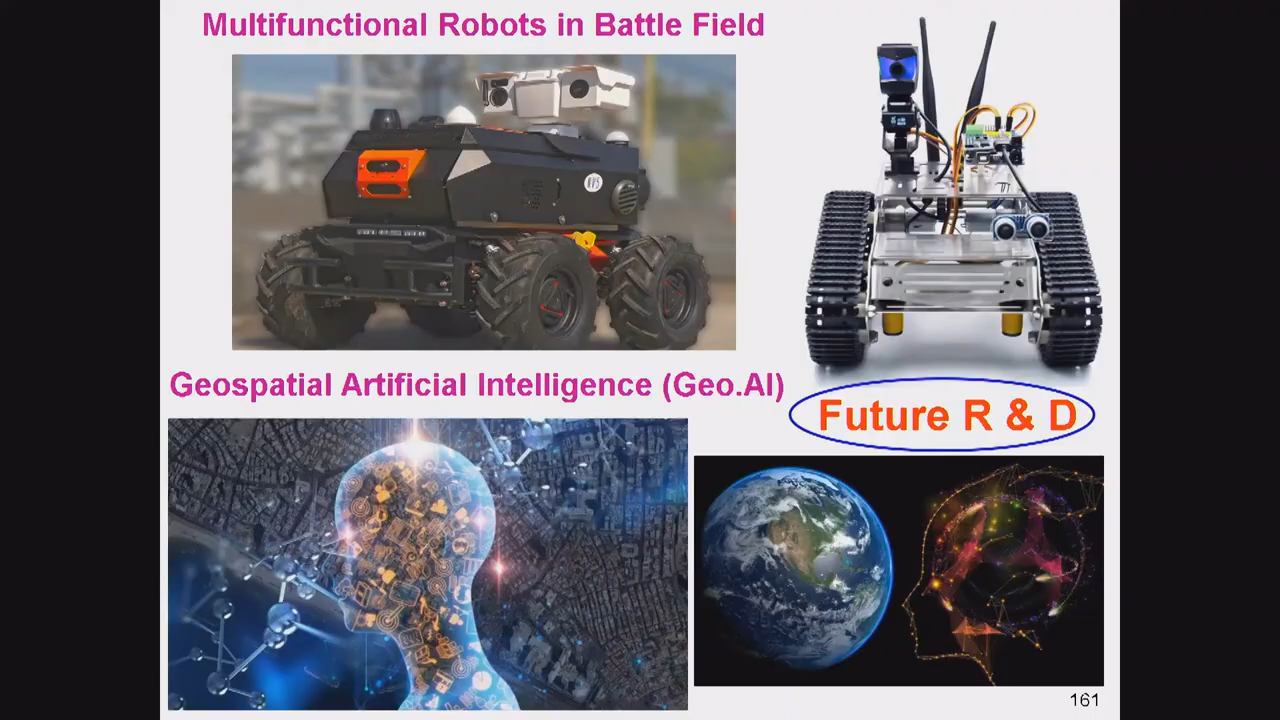 Multifunctional Robots in Battle Field
Geospatial Artificial Intelligence (Geo.AI)
Future R & D
161